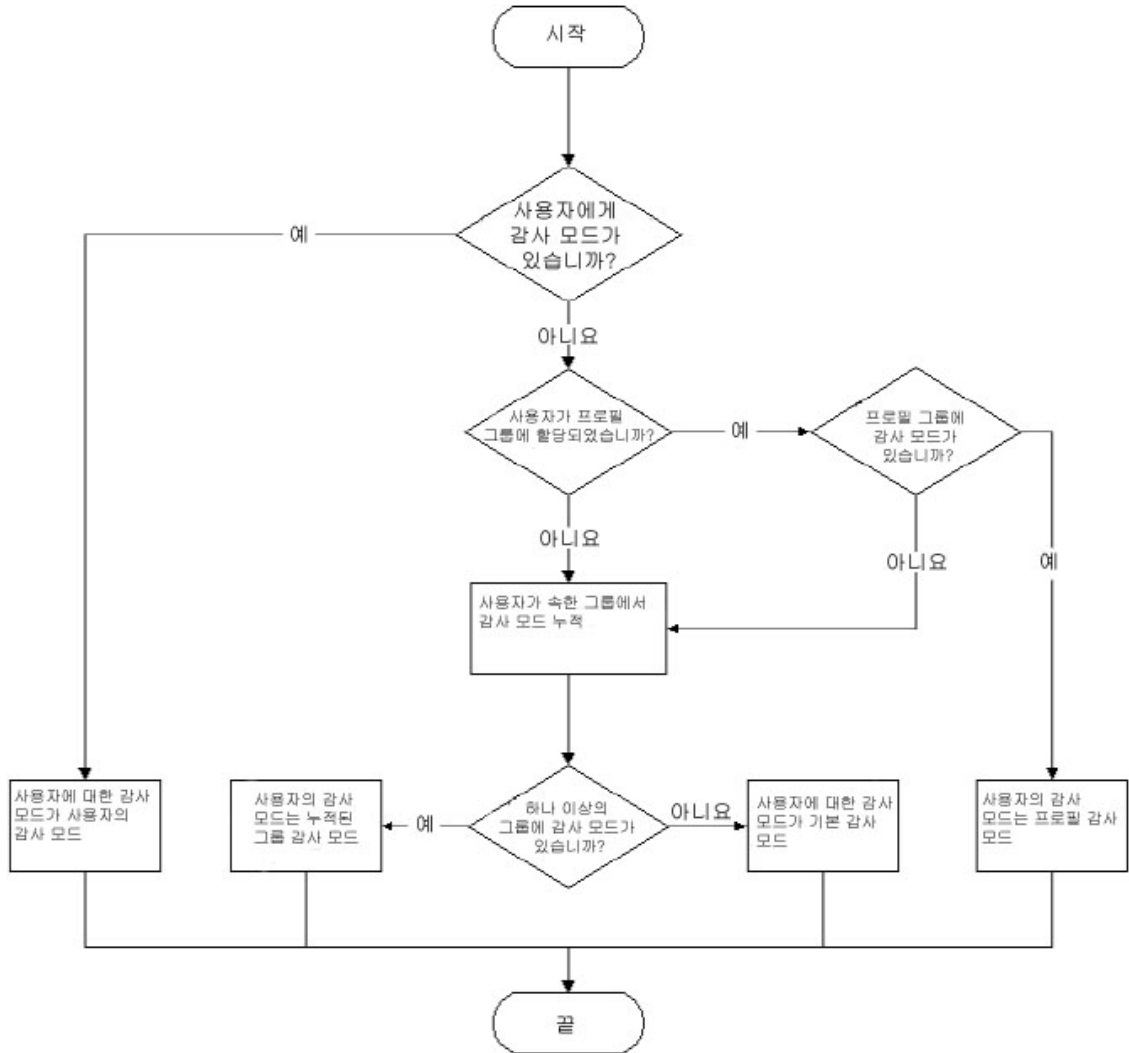 시작
사용자에게
감사 모드가
있습니까?
예
아니요
사용자가 프로필
그룹에 할당되었습니까?
예
프로필 그룹에
감사 모드가
있습니까?
아니요
아니요
예
사용자가 속한 그룹에서
감사 모드 누적
사용자에 대한 감사
모드가 사용자의
감사 모드
사용자의 감사
모드는 누적된
그룹 감사 모드
예
하나 이상의
그룹에 감사 모드가
있습니까?
아니요
사용자에 대한 감사
모드가 기본 감사
모드
사용자의 감사
모드는 프로필 감사
모드
끝